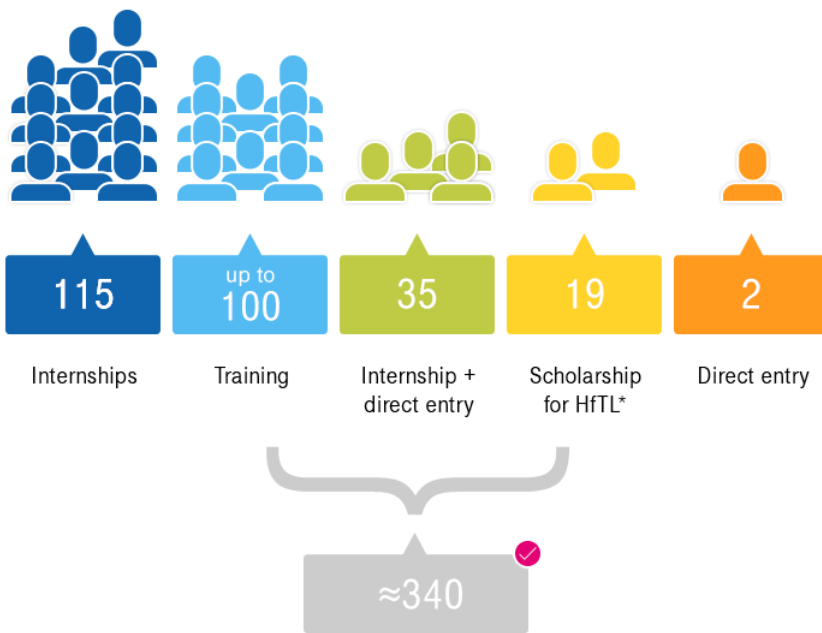 115
up to
100
35
19
2
Internships
Training
Internship +
direct entry
Scholarship
for HfTL*
Direct entry
≈340